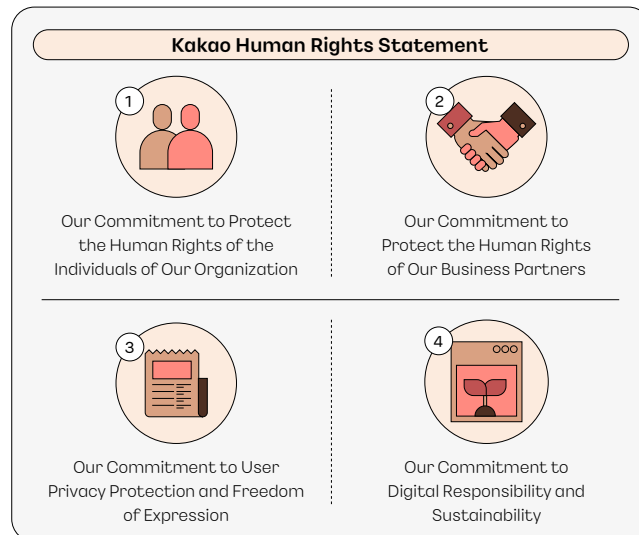 Kakao Human Rights Statement
1
Our Commitment to Protect
the Human Rights of the
Individuals of Our Organization
2
Our Commitment to
Protect the Human Rights
of Our Business Partners
3
Our Commitment to User
Privacy Protection and Freedom
of Expression
4
Our Commitment to
Digital Responsibility and
Sustainability